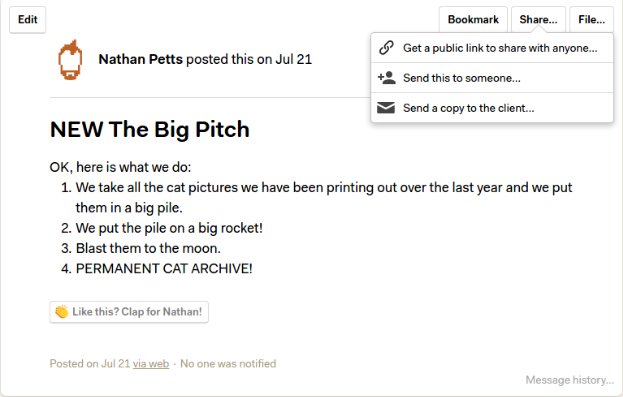 Edit
Bookmark
Share...
File...
Get a public link to share with anyone...
Send this to someone...
Send a copy to the client...
Nathan Petts posted this on Jul 21
NEW The Big Pitch
OK, here is what we do:
1. We take all the cat pictures we have been printing out over the last year and we put
them in a big pile.
2. We put the pile on a big rocket!
3. Blast them to the moon.
4. PERMANENT CAT ARCHIVE!
👏 Like this? Clap for Nathan!
Posted on Jul 21 via web · No one was notified
Message history...